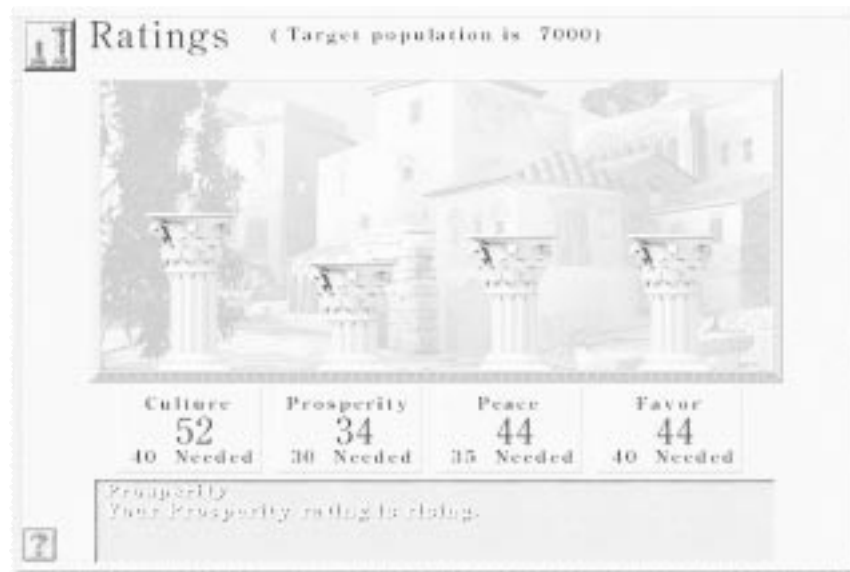 Ratings (Target population is 7000)
Culture Prosperity Peace Favor
52 34 44 44
40 Needed 30 Needed 35 Needed 40 Needed
Prosperity
Your Prosperity rating is rising.
?